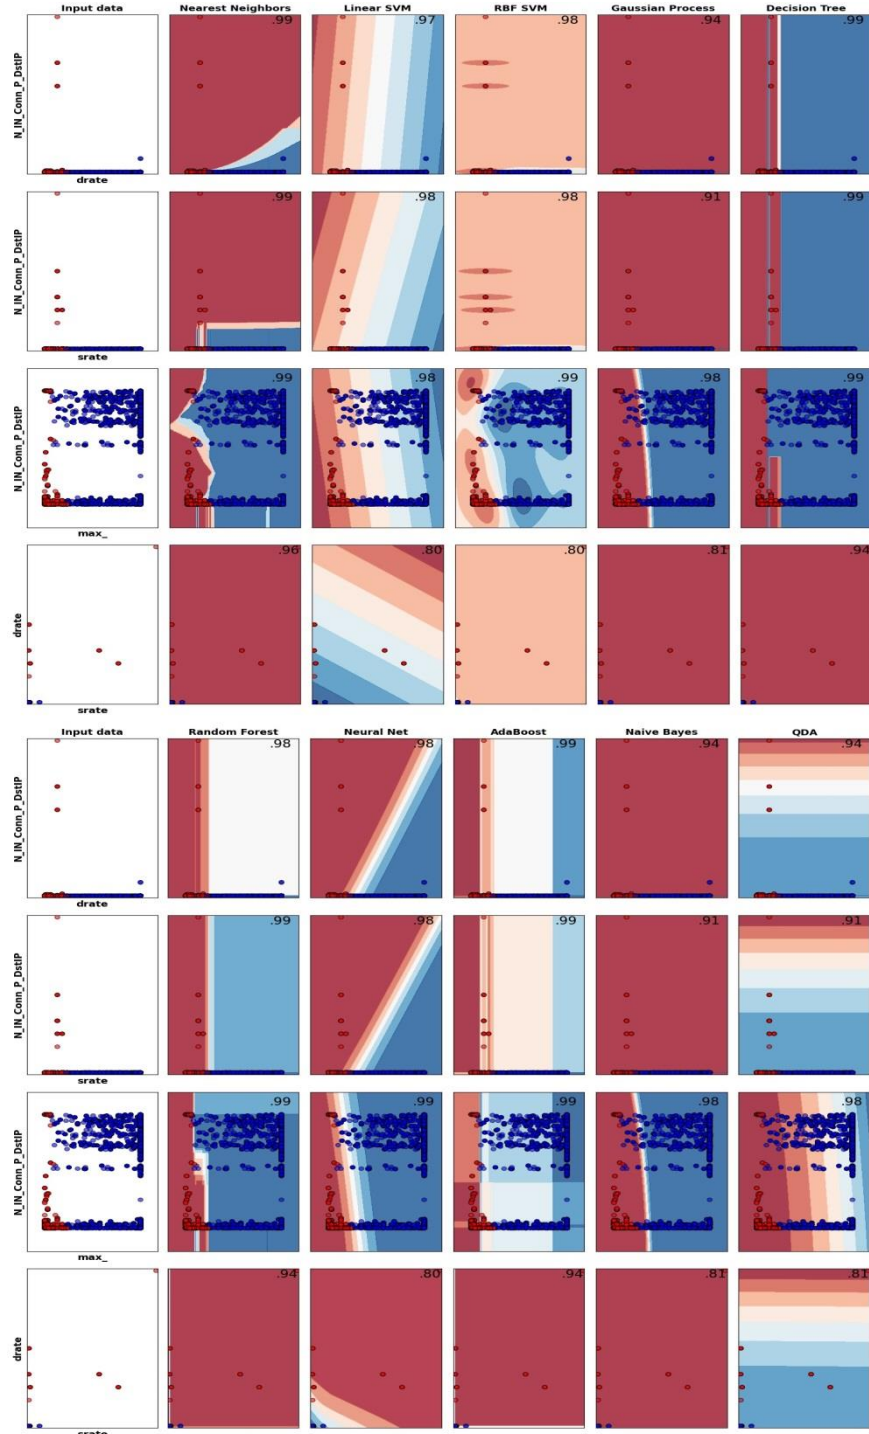 Input data Nearest Neighbors Linear SVM RBF SVM Gaussian Process Decision Tree
.99 .97 .98 .94 .99
N_IN_Conn_P_DstIP
drate
.99 .98 .98 .91 .99
N_IN_Conn_P_DstIP
srate
.99 .98 .99 .98 .99
N_IN_Conn_P_DstIP
max_
.96 .80 .80 .81 .94
drate
srate
Input data Random Forest Neural Net AdaBoost Naive Bayes QDA
.98 .98 .99 .94 .94
N_IN_Conn_P_DstIP
drate
.99 .98 .99 .91 .91
N_IN_Conn_P_DstIP
srate
.99 .99 .99 .98 .98
N_IN_Conn_P_DstIP
max_
.94 .80 .94 .81 .81
drate
srate